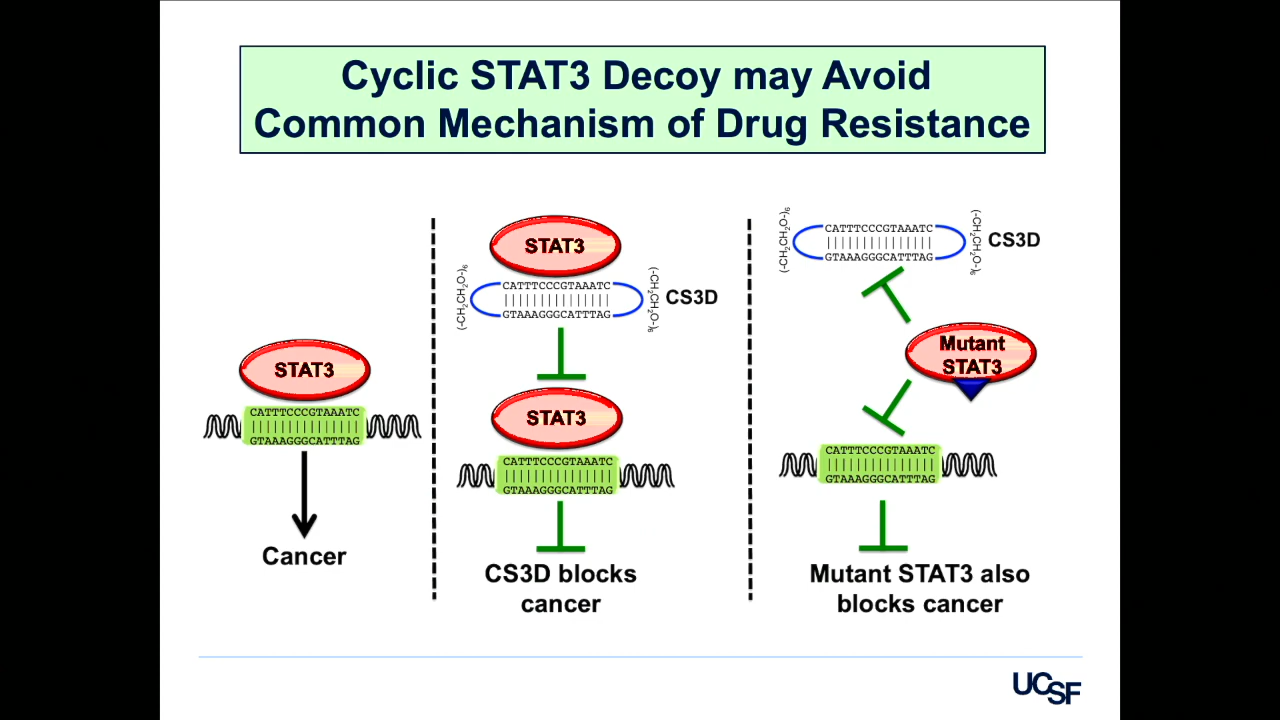 Cyclic STAT3 Decoy may Avoid
Common Mechanism of Drug Resistance
STAT3
CATTTCCCGTAAATC
GTAAAGGGCATTTAG
Cancer
STAT3
(-CH2CH2O-)6
CATTTCCCGTAAATC
GTAAAGGGCATTTAG
(-CH2CH2O-)6
CS3D
STAT3
CATTTCCCGTAAATC
GTAAAGGGCATTTAG
CS3D blocks
cancer
(-CH2CH2O-)6
CATTTCCCGTAAATC
GTAAAGGGCATTTAG
(-CH2CH2O-)6
CS3D
Mutant
STAT3
CATTTCCCGTAAATC
GTAAAGGGCATTTAG
Mutant STAT3 also
blocks cancer
UCSF